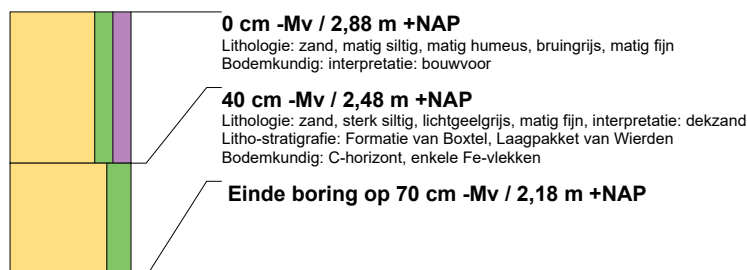 0 cm -Mv / 2,88 m +NAP
Lithologie: zand, matig siltig, matig humeus, bruingrijs, matig fijn
Bodemkundig: interpretatie: bouwvoor
40 cm -Mv / 2,48 m +NAP
Lithologie: zand, sterk siltig, lichtgeelgrijs, matig fijn, interpretatie: dekzand
Litho-stratigrafie: Formatie van Boxtel, Laagpakket van Wierden
Bodemkundig: C-horizont, enkele Fe-vlekken
Einde boring op 70 cm -Mv / 2,18 m +NAP